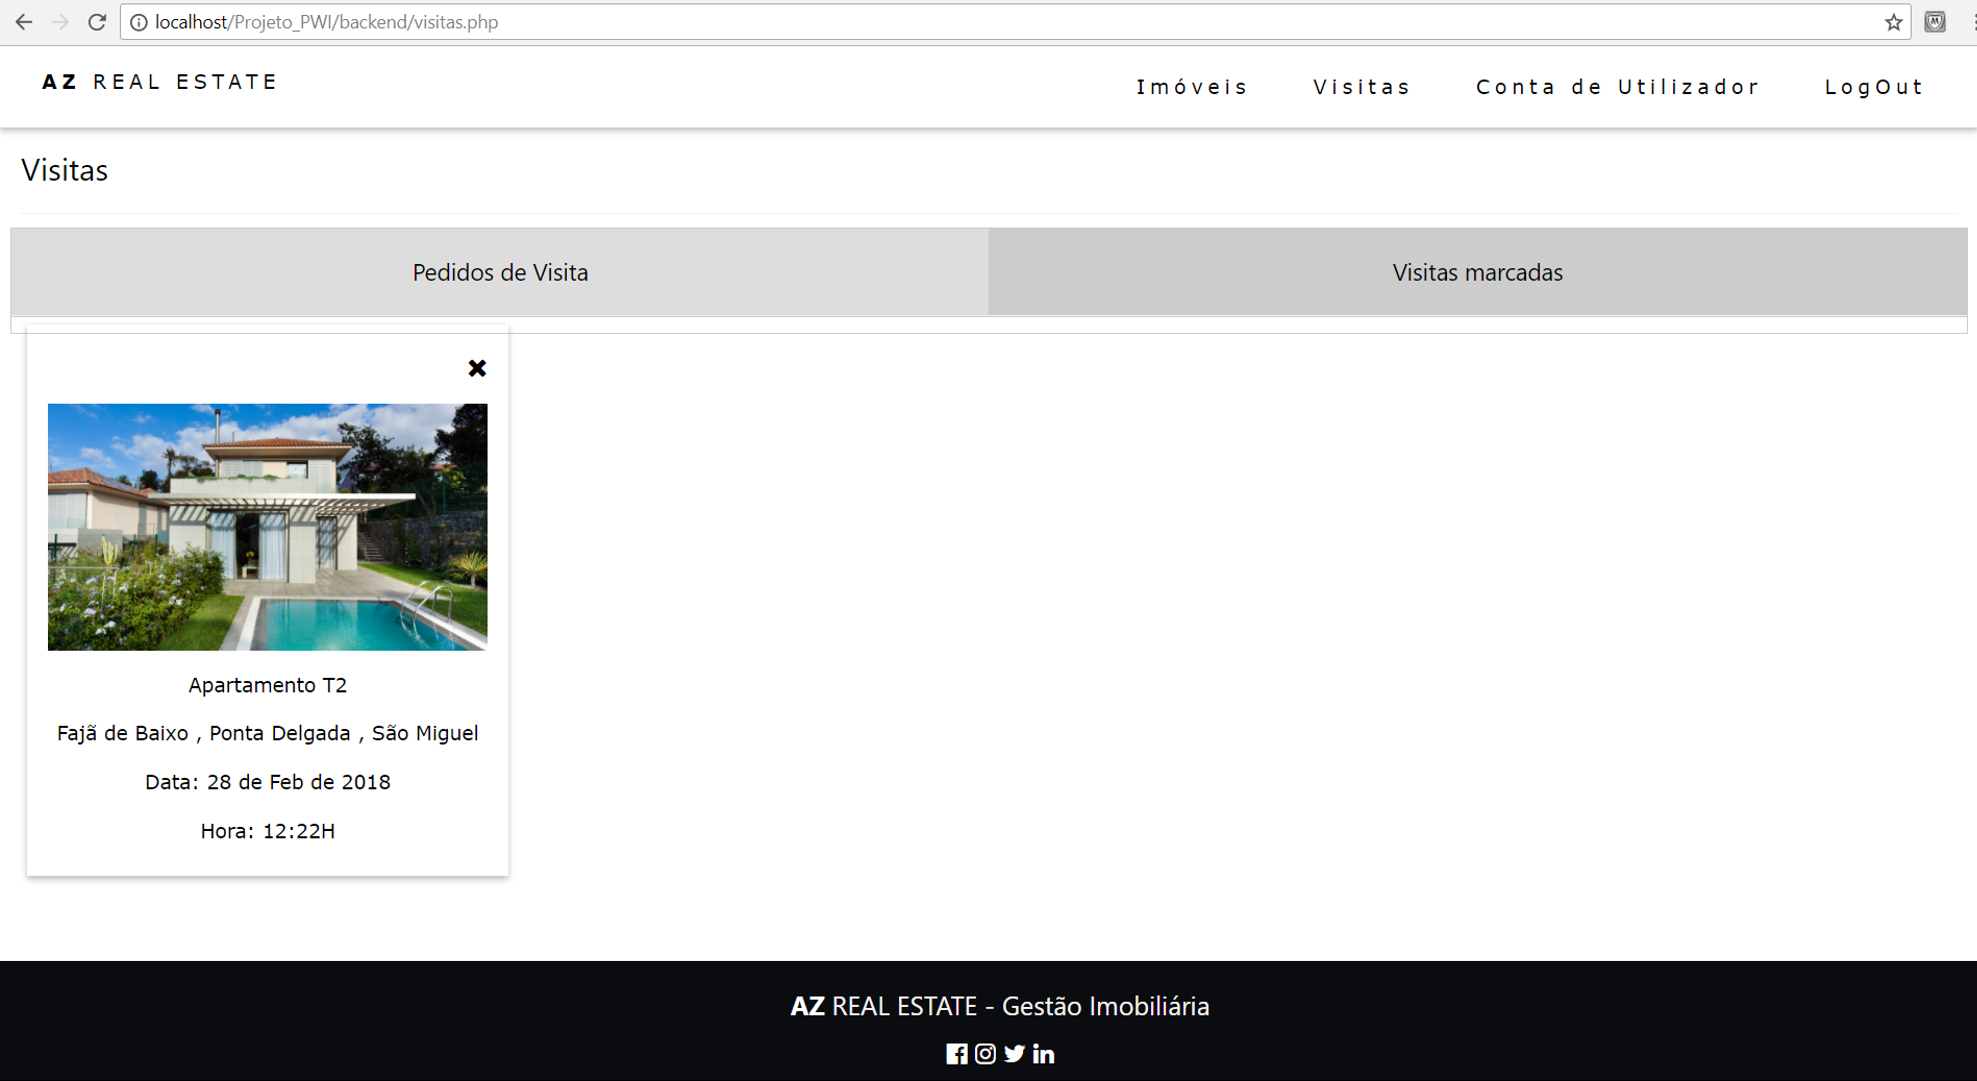 localhost/Projeto_PWI/backend/visitas.php
AZ REAL ESTATE
Imóveis Visitas Conta de Utilizador LogOut
Visitas
Pedidos de Visita Visitas marcadas
Apartamento T2
Fajã de Baixo , Ponta Delgada , São Miguel
Data: 28 de Feb de 2018
Hora: 12:22H
AZ REAL ESTATE - Gestão Imobiliária